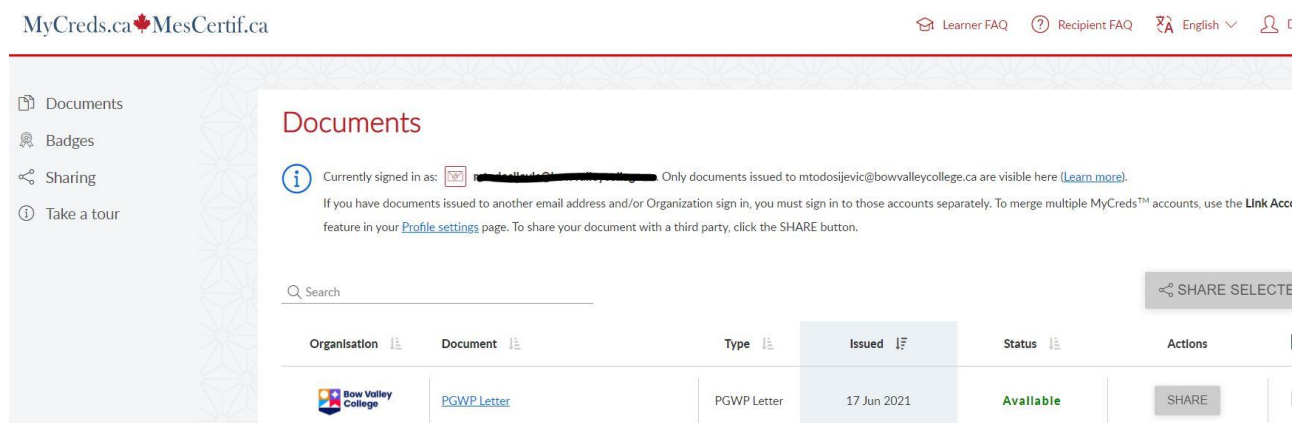 MyCreds.ca MesCertif.ca
Learner FAQ Recipient FAQ English
Documents
Badges
Sharing
Take a tour
Documents
Currently signed in as: . Only documents issued to mtodosijevic@bowvalleycollege.ca are visible here (Learn more).
If you have documents issued to another email address and/or Organization sign in, you must sign in to those accounts separately. To merge multiple MyCreds™ accounts, use the Link
feature in your Profile settings page. To share your document with a third party, click the SHARE button.
Search
SHARE
Organisation Document Type Issued Status Actions
Bow Valley
College
PGWP Letter PGWP Letter 17 Jun 2021 Available SHARE